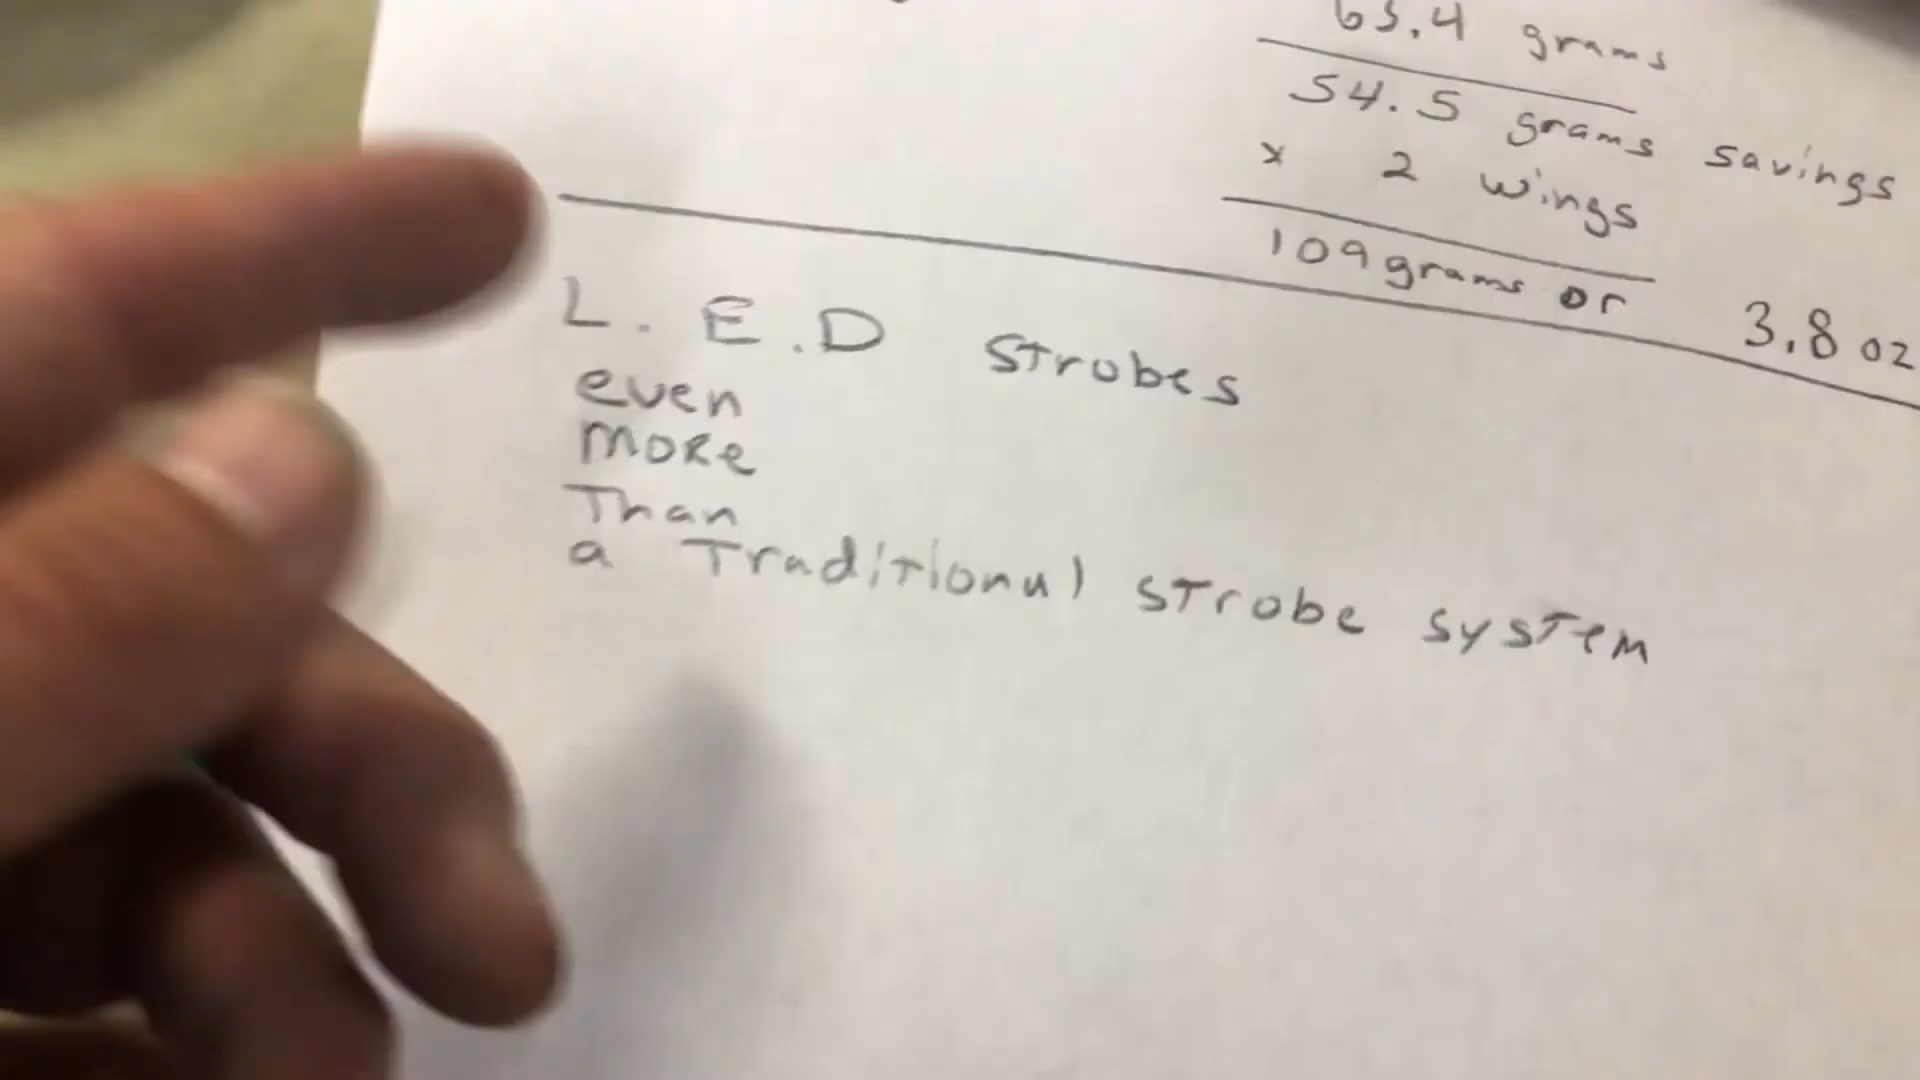 63.4 grams
54.5 grams savings
x 2 wings
109 grams or 3.8 oz
L.E.D Strobes
even
more
Than
a Traditional strobe system